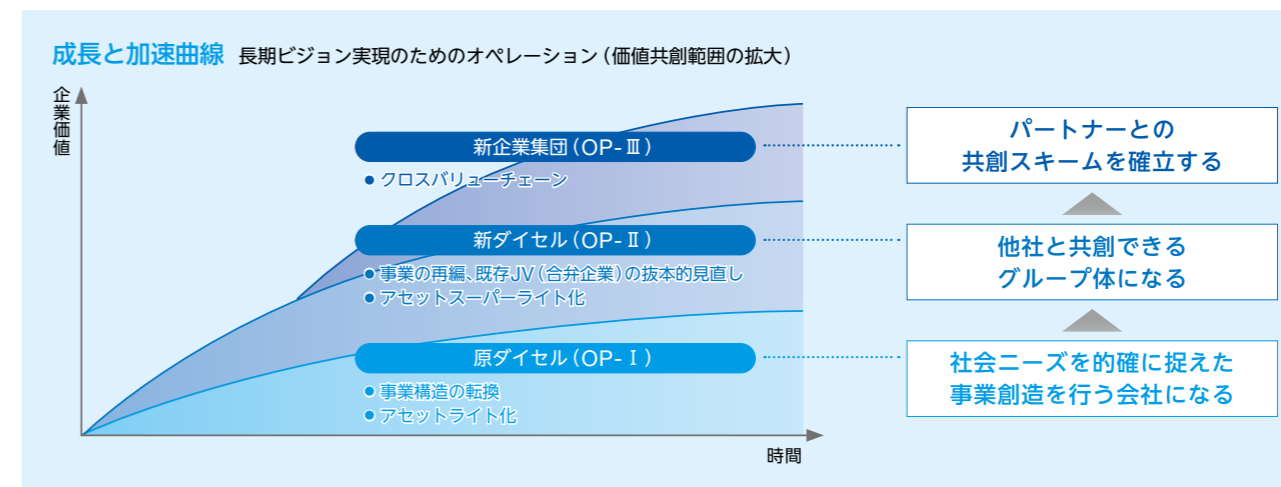 成長と加速曲線 長期ビジョン実現のためのオペレーション（価値共創範囲の拡大）
企業価値
新企業集団（OP-Ⅲ）
● クロスバリューチェーン
パートナーとの
共創スキームを確立する
新ダイセル（OP-Ⅱ）
● 事業の再編、既存JV（合弁企業）の抜本的見直し
● アセットスーパーライト化
他社と共創できる
グループ体になる
原ダイセル（OP-Ⅰ）
● 事業構造の転換
● アセットライト化
社会ニーズを的確に捉えた
事業創造を行う会社になる
時間